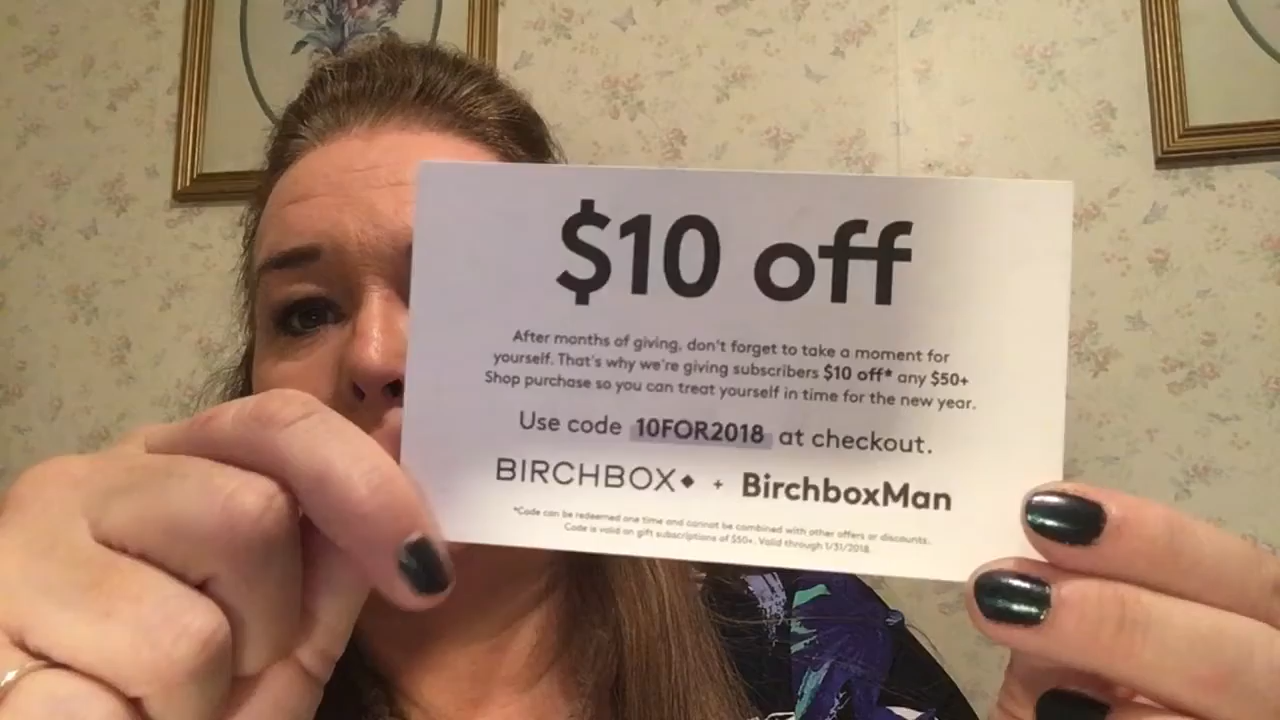 $10 off
After months of giving, don't forget to take a moment for
yourself. That's why we're giving subscribers $10 off* any $50+
Shop purchase so you can treat yourself in time for the new year.
Use code 10FOR2018 at checkout.
BIRCHBOX◆ + BirchboxMan
*Code can be redeemed one time and cannot be combined with other offers or discounts.
Code is valid on gift subscriptions of $50+. Valid through 1/31/2018.